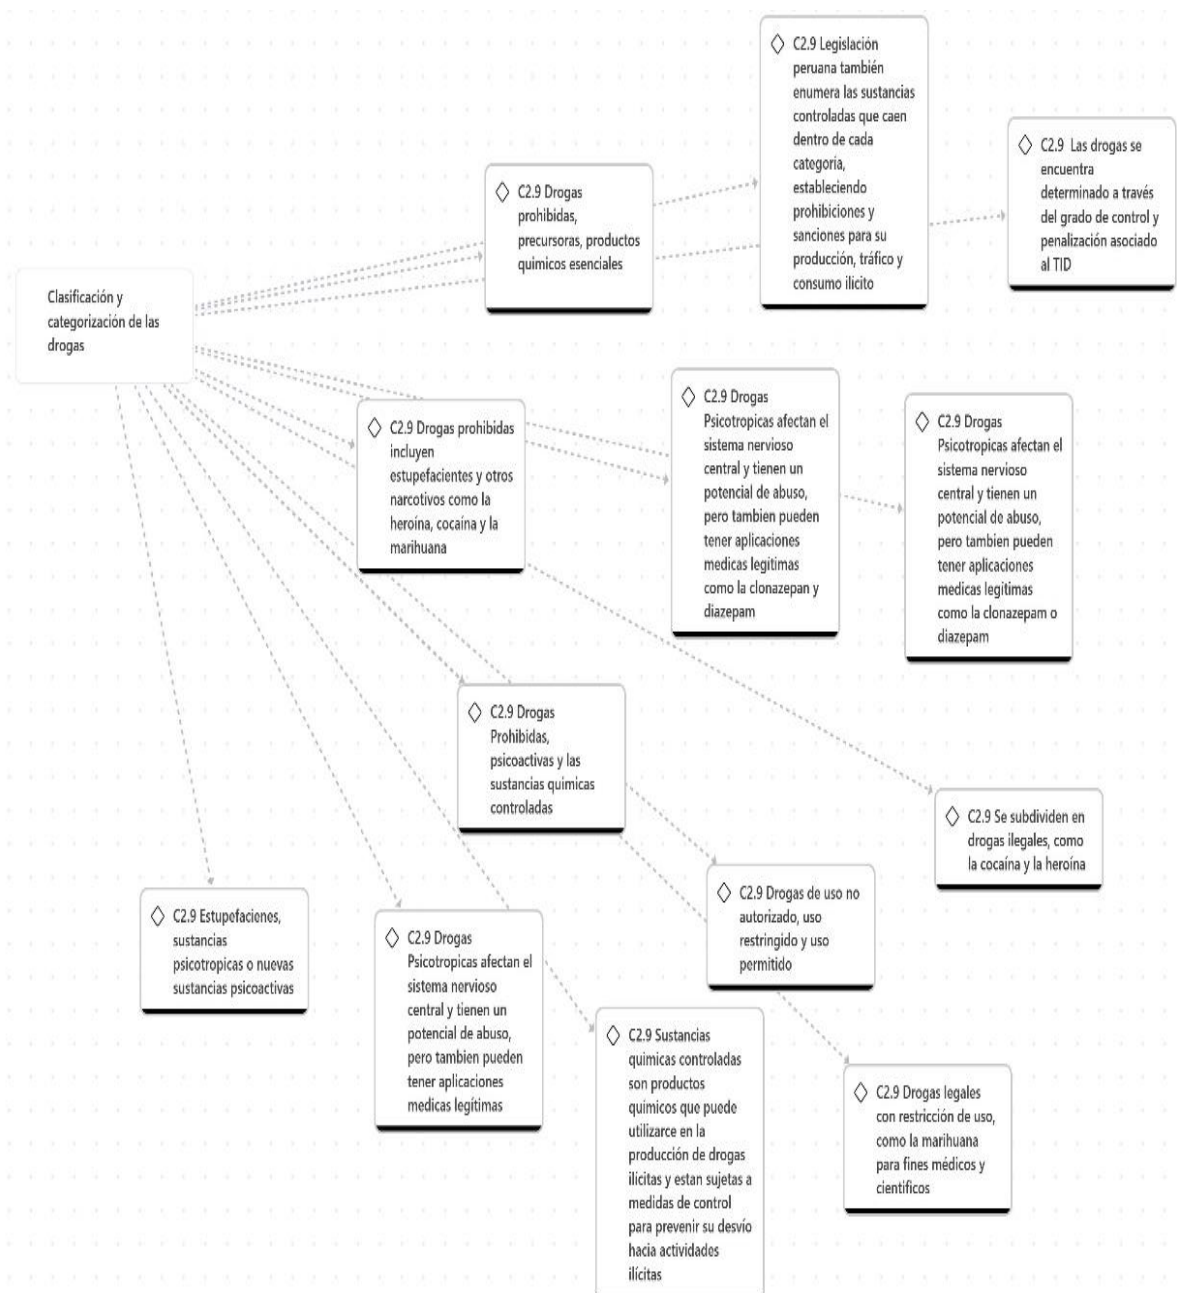 C2.9 Legislación
peruana también
enumera las sustancias
controladas que caen
dentro de cada
categoria,
estableciendo
prohibiciones y
sanciones para su
producción, tráfico y
consumo ilicito
C2.9 Las drogas se
encuentra
determinado a través
del grado de control y
penalización asociado
al TID
C2.9 Drogas
prohibidas,
precursoras, productos
quimicos esenciales
Clasificación y
categorización de las
drogas
C2.9 Drogas prohibidas
incluyen
estupefacientes y otros
narcotivos como la
heroína, cocaína y la
marihuana
C2.9 Drogas
Psicotropicas afectan el
sistema nervioso
central y tienen un
potencial de abuso,
pero tambien pueden
tener aplicaciones
medicas legítimas
como la clonazepan y
diazepam
C2.9 Drogas
Psicotropicas afectan el
sistema nervioso
central y tienen un
potencial de abuso,
pero tambien pueden
tener aplicaciones
medicas legitimas
como la clonazepam o
diazepam
C2.9 Drogas
Prohibidas,
psicoactivas y las
sustancias quimicas
controladas
C2.9 Se subdividen en
drogas ilegales, como
la cocaína y la heroína
C2.9 Estupefacienes,
sustancias
psicotropicas o nuevas
sustancias psicoactivas
C2.9 Drogas
Psicotropicas afectan el
sistema nervioso
central y tienen un
potencial de abuso,
pero tambien pueden
tener aplicaciones
medicas legítimas
C2.9 Drogas de uso no
autorizado, uso
restringido y uso
permitido
C2.9 Sustancias
quimicas controladas
son productos
quimicos que puede
utilizarce en la
producción de drogas
ilicitas y estan sujetas a
medidas de control
para prevenir su desvío
hacia actividades
ilícitas
C2.9 Drogas legales
con restricción de uso,
como la marihuana
para fines médicos y
cientificos